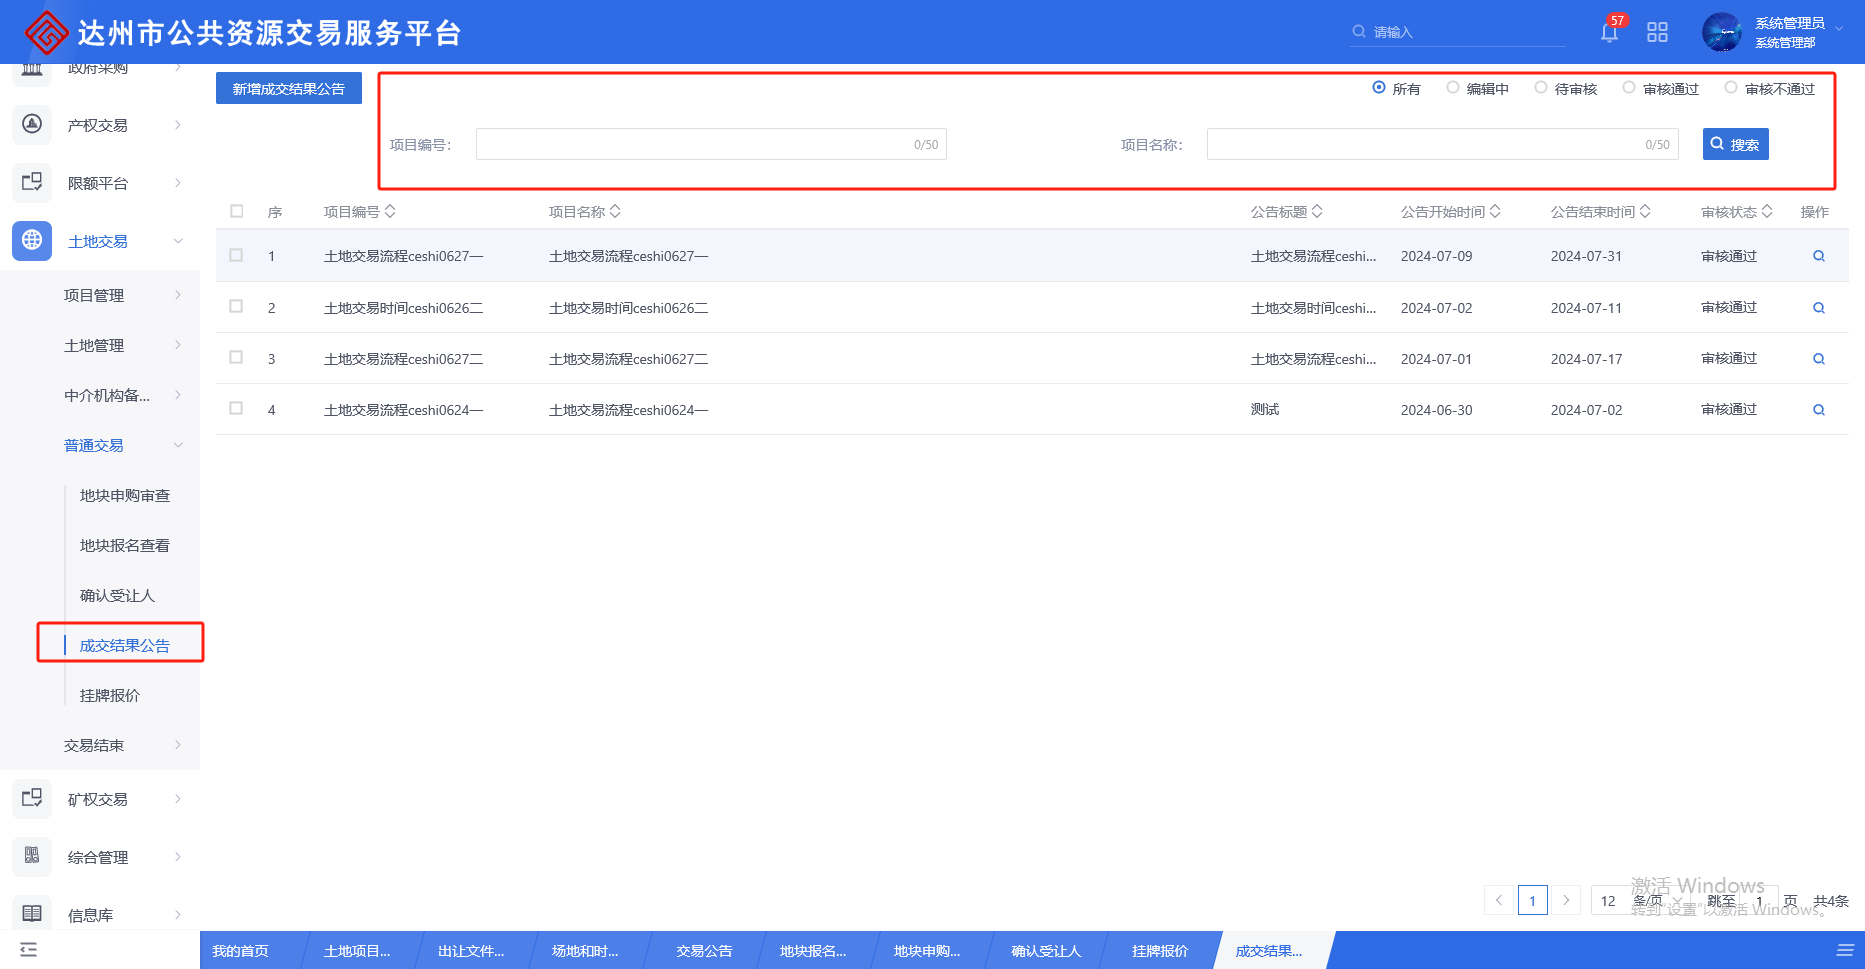 达州市公共资源交易服务平台
请输入
57
系统管理员
系统管理部
政府采购
产权交易
限额平台
土地交易
项目管理
土地管理
中介机构备...
普通交易
地块申购审查
地块报名查看
确认受让人
成交结果公告
挂牌报价
交易结束
矿权交易
综合管理
信息库
新增成交结果公告
所有 编辑中 待审核 审核通过 审核不通过
项目编号： 0/50 项目名称： 0/50 搜索
序 项目编号 项目名称 公告标题 公告开始时间 公告结束时间 审核状态 操作
1 土地交易流程ceshi0627一 土地交易流程ceshi0627一 土地交易流程ceshi... 2024-07-09 2024-07-31 审核通过
2 土地交易时间ceshi0626二 土地交易时间ceshi0626二 土地交易时间ceshi... 2024-07-02 2024-07-11 审核通过
3 土地交易流程ceshi0627二 土地交易流程ceshi0627二 土地交易流程ceshi... 2024-07-01 2024-07-17 审核通过
4 土地交易流程ceshi0624一 土地交易流程ceshi0624一 测试 2024-06-30 2024-07-02 审核通过
激活 Windows
1 12 条/页 跳至 1 页 共4条
转到"设置"以激活 Windows。
我的首页 土地项目... 出让文件... 场地和时... 交易公告 地块报名... 地块申购... 确认受让人 挂牌报价 成交结果...